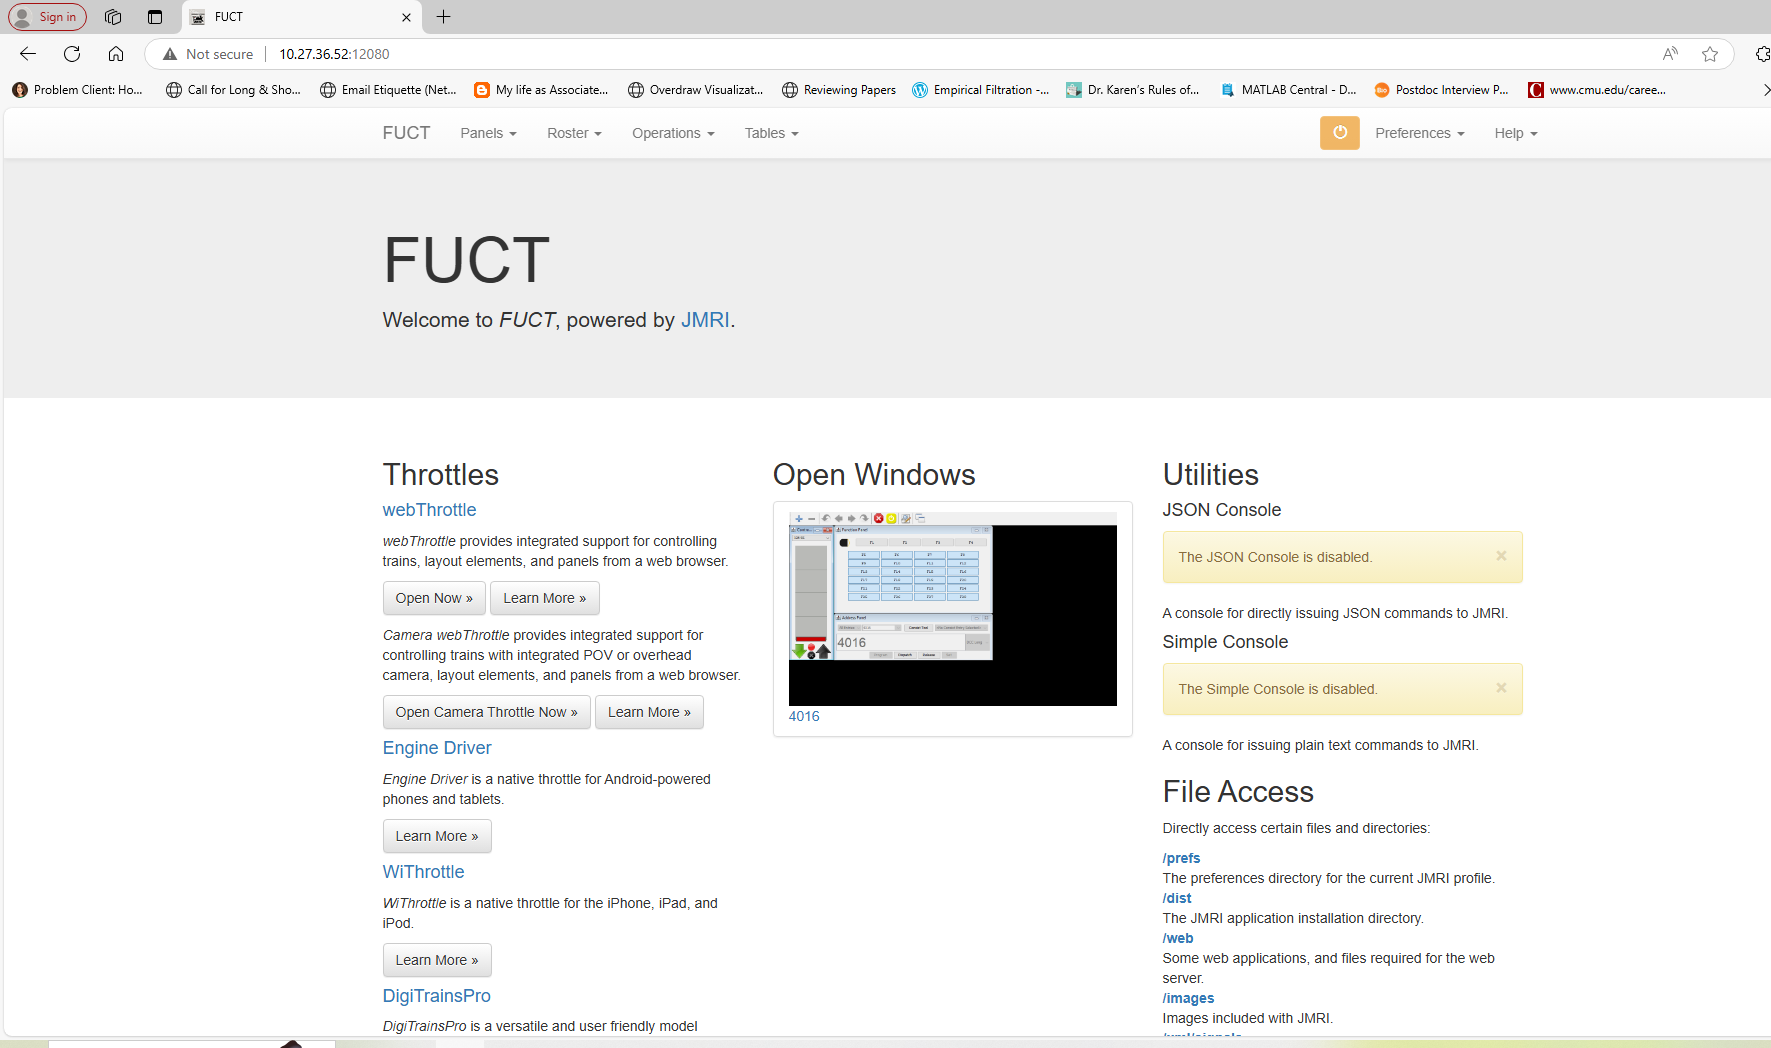 Sign in
FUCT
Not secure
10.27.36.52:12080
Problem Client: Ho...
Call for Long & Sho...
Email Etiquette (Net...
My life as Associate...
Overdraw Visualizat...
Reviewing Papers
Empirical Filtration -...
Dr. Karen's Rules of...
MATLAB Central - D...
Postdoc Interview P...
www.cmu.edu/caree...
FUCT
Panels
Roster
Operations
Tables
Preferences
Help
FUCT
Welcome to FUCT, powered by JMRI.
Throttles
webThrottle
webThrottle provides integrated support for controlling
trains, layout elements, and panels from a web browser.
Open Now »
Learn More »
Camera webThrottle provides integrated support for
controlling trains with integrated POV or overhead
camera, layout elements, and panels from a web browser.
Open Camera Throttle Now »
Learn More »
Engine Driver
Engine Driver is a native throttle for Android-powered
phones and tablets.
Learn More »
WiThrottle
WiThrottle is a native throttle for the iPhone, iPad, and
iPod.
Learn More »
DigiTrainsPro
DigiTrainsPro is a versatile and user friendly model
Open Windows
Function Panel
Address Panel
4016
4016
Utilities
JSON Console
The JSON Console is disabled.
A console for directly issuing JSON commands to JMRI.
Simple Console
The Simple Console is disabled.
A console for issuing plain text commands to JMRI.
File Access
Directly access certain files and directories:
/prefs
The preferences directory for the current JMRI profile.
/dist
The JMRI application installation directory.
/web
Some web applications, and files required for the web
server.
/images
Images included with JMRI.